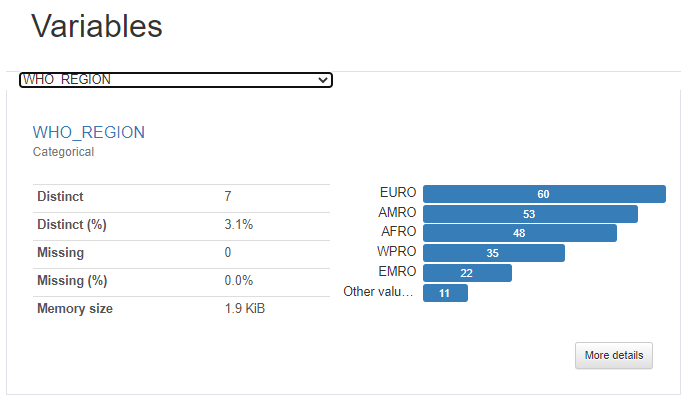 Variables
WHO_REGION
WHO_REGION
Categorical
Distinct 7
Distinct (%) 3.1%
Missing 0
Missing (%) 0.0%
Memory size 1.9 KiB
EURO 60
AMRO 53
AFRO 48
WPRO 35
EMRO 22
Other valu… 11
More details